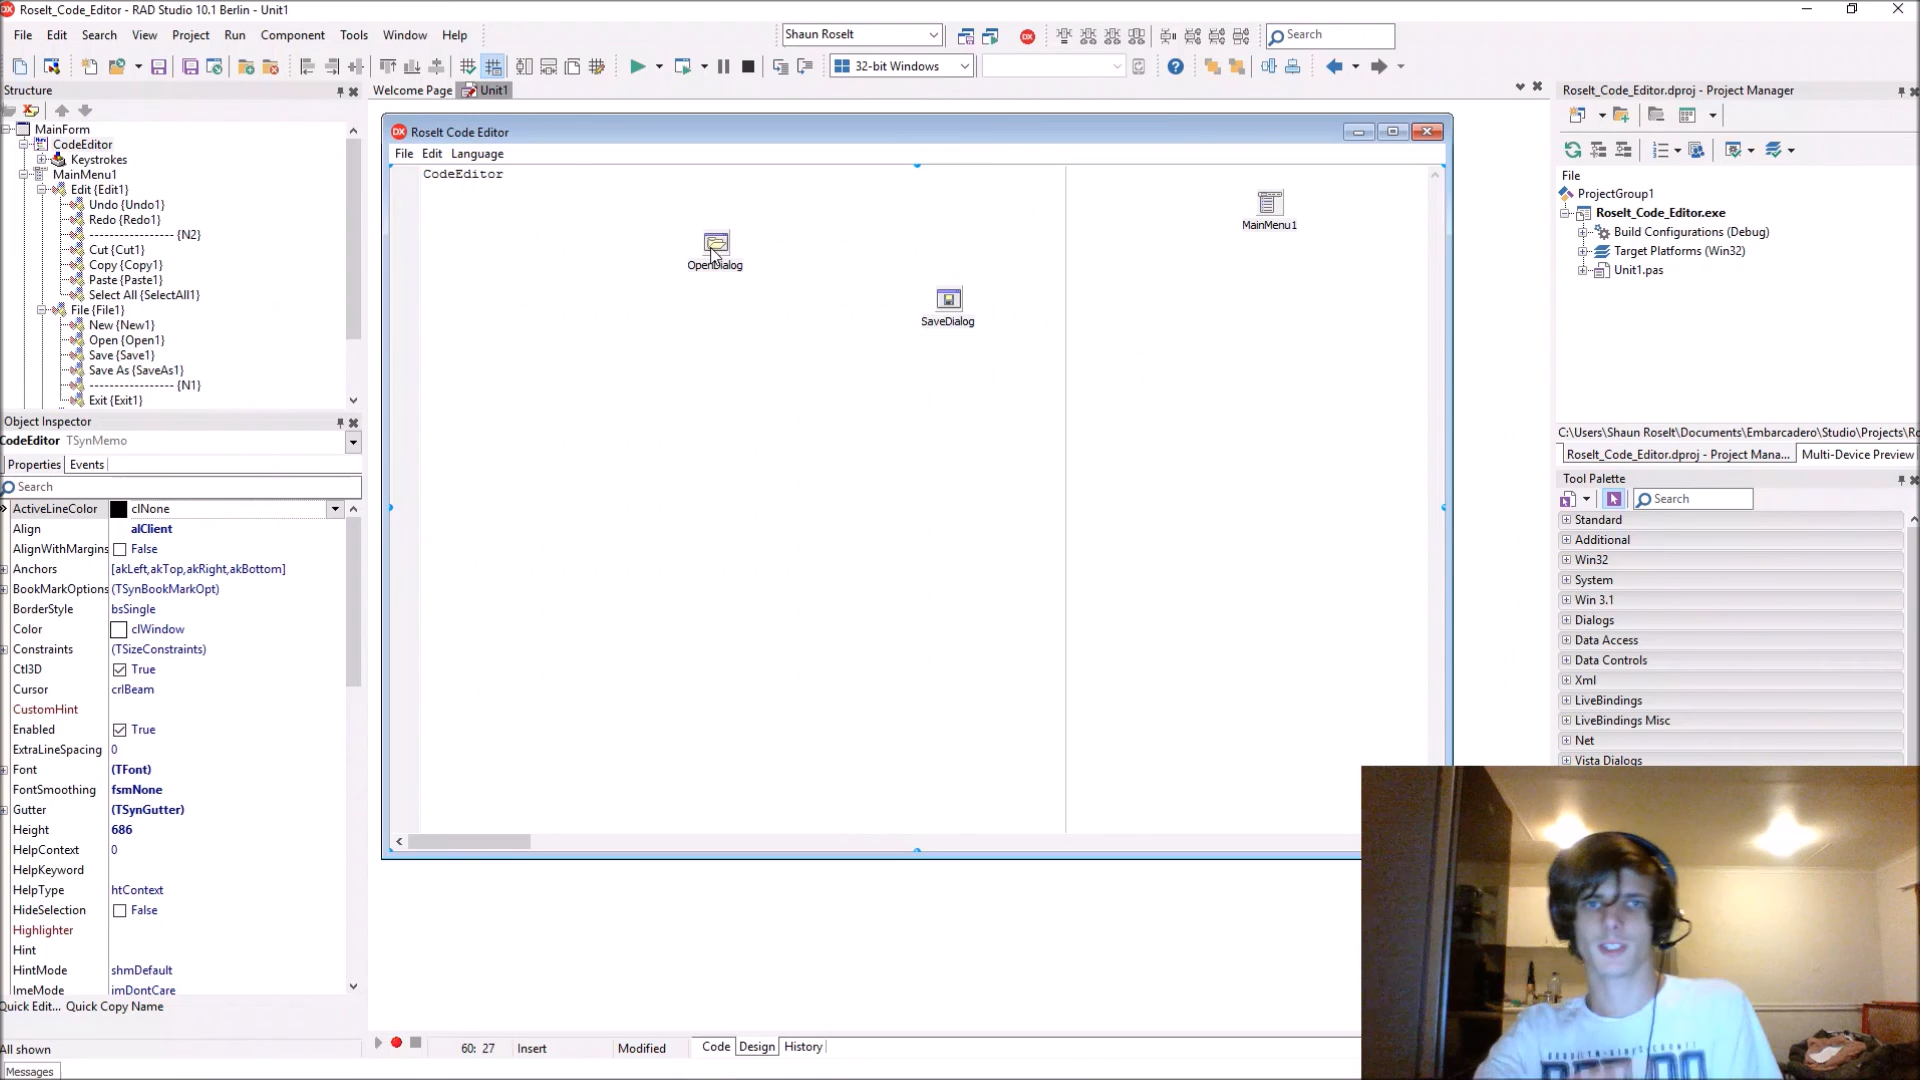 Roselt_Code_Editor - RAD Studio 10.1 Berlin - Unit1
File Edit Search View Project Run Component Tools Window Help
Shaun Roselt
Search
32-bit Windows
Structure
Welcome Page Unit1
MainForm
CodeEditor
Keystrokes
MainMenu1
Edit {Edit1}
Undo {Undo1}
Redo {Redo1}
----------------- {N2}
Cut {Cut1}
Copy {Copy1}
Paste {Paste1}
Select All {SelectAll1}
File {File1}
New {New1}
Open {Open1}
Save {Save1}
Save As {SaveAs1}
----------------- {N1}
Exit {Exit1}
Object Inspector
CodeEditor TSynMemo
Properties Events
Search
ActiveLineColor clNone
Align alClient
AlignWithMargins False
Anchors [akLeft,akTop,akRight,akBottom]
BookMarkOptions (TSynBookMarkOpt)
BorderStyle bsSingle
Color clWindow
Constraints (TSizeConstraints)
Ctl3D True
Cursor crIBeam
CustomHint
Enabled True
ExtraLineSpacing 0
Font (TFont)
FontSmoothing fsmNone
Gutter (TSynGutter)
Height 686
HelpContext 0
HelpKeyword
HelpType htContext
HideSelection False
Highlighter
Hint
HintMode shmDefault
ImeMode imDontCare
Quick Edit... Quick Copy Name
All shown
Messages
Roselt Code Editor
File Edit Language
CodeEditor
MainMenu1
OpenDialog
SaveDialog
60: 27 Insert Modified Code Design History
Roselt_Code_Editor.dproj - Project Manager
File
ProjectGroup1
Roselt_Code_Editor.exe
Build Configurations (Debug)
Target Platforms (Win32)
Unit1.pas
C:\Users\Shaun Roselt\Documents\Embarcadero\Studio\Projects\Ro
Roselt_Code_Editor.dproj - Project Mana... Multi-Device Preview
Tool Palette
Search
Standard
Additional
Win32
System
Win 3.1
Dialogs
Data Access
Data Controls
Xml
LiveBindings
LiveBindings Misc
Net
Vista Dialogs